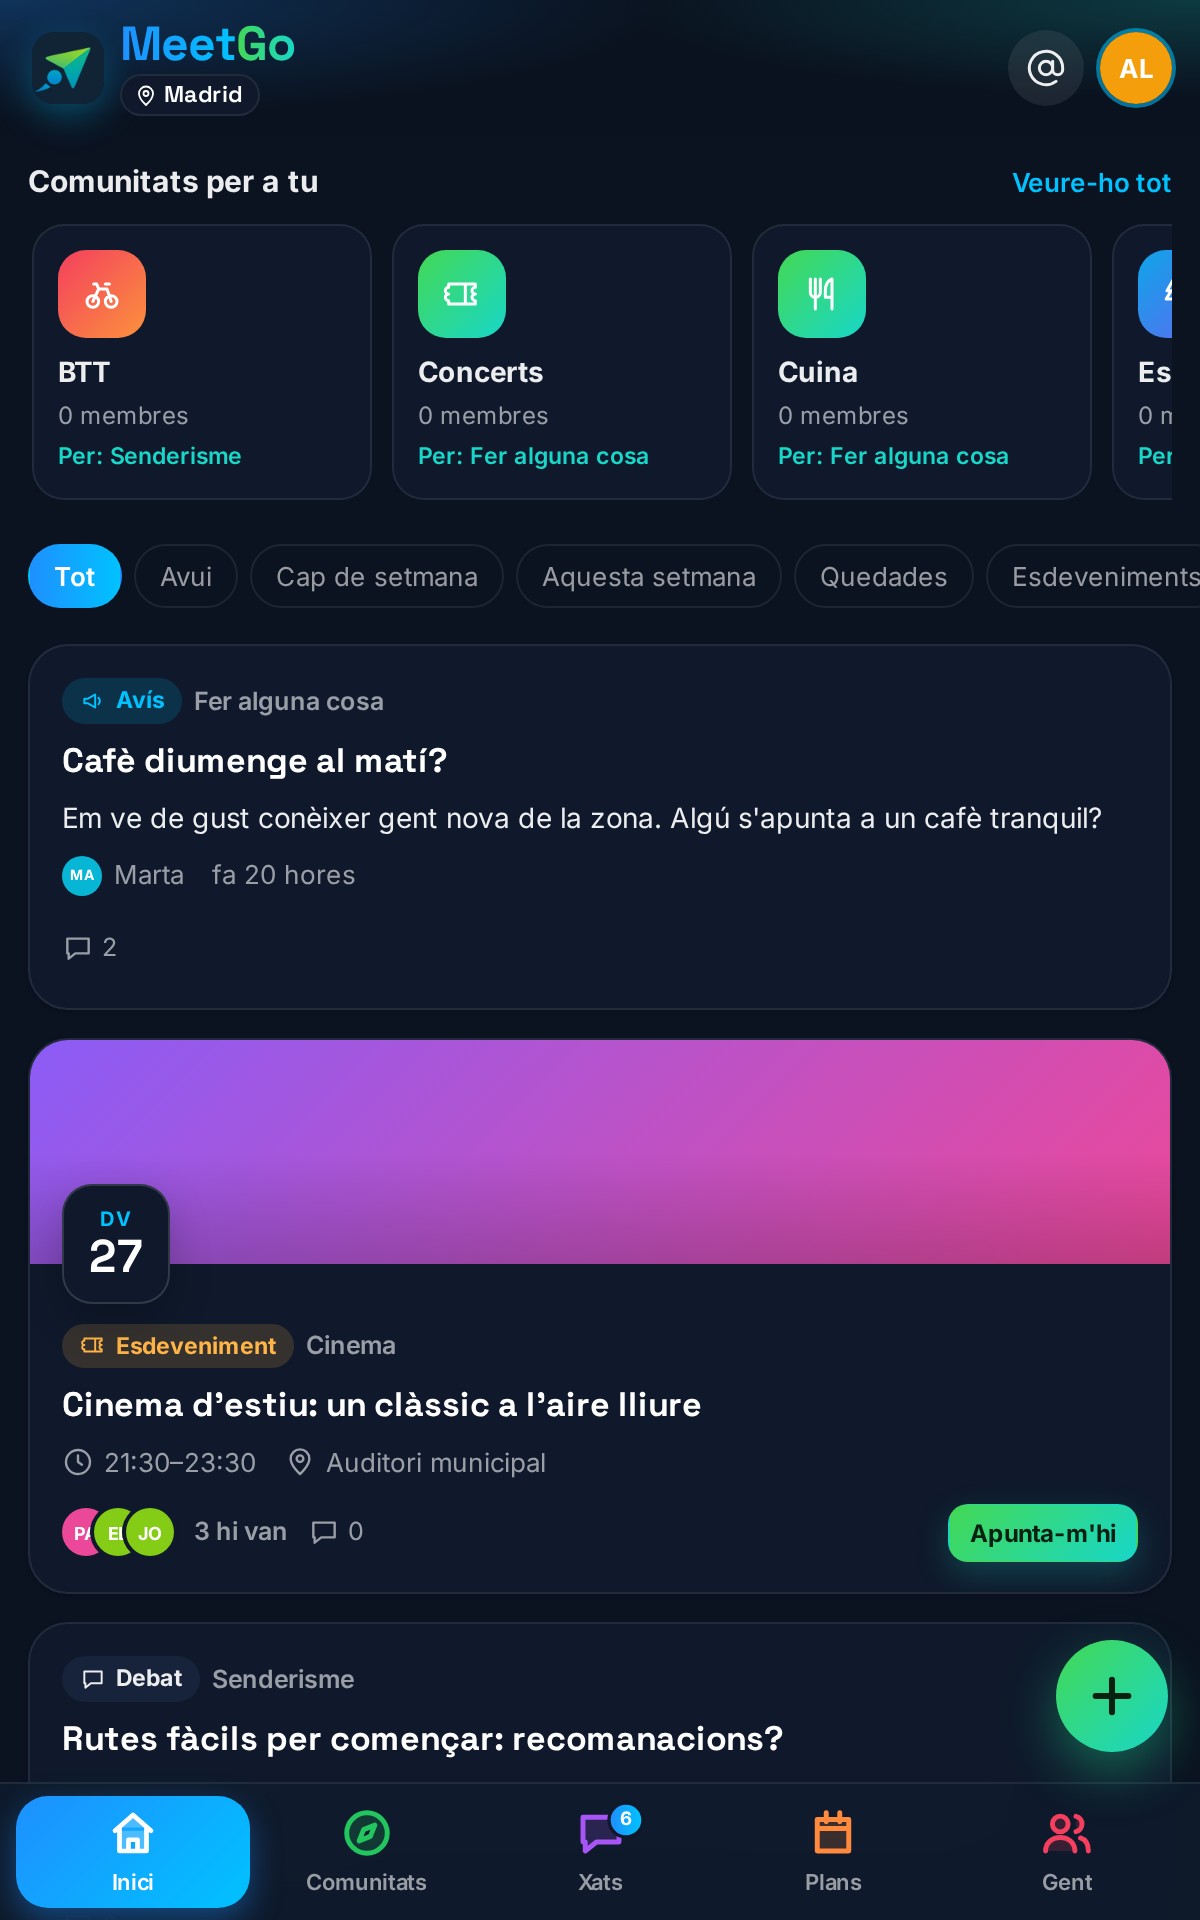 MeetGo
Madrid
@
AL
Comunitats per a tu
Veure-ho tot
BTT
0 membres
Per: Senderisme
Concerts
0 membres
Per: Fer alguna cosa
Cuina
0 membres
Per: Fer alguna cosa
Tot
Avui
Cap de setmana
Aquesta setmana
Quedades
Esdeveniments
Avís
Fer alguna cosa
Cafè diumenge al matí?
Em ve de gust conèixer gent nova de la zona. Algú s'apunta a un cafè tranquil?
MA
Marta
fa 20 hores
2
DV
27
Esdeveniment
Cinema
Cinema d’estiu: un clàssic a l’aire lliure
21:30–23:30
Auditori municipal
JO
3 hi van
0
Apunta-m'hi
Debat
Senderisme
Rutes fàcils per començar: recomanacions?
Inici
Comunitats
6
Xats
Plans
Gent